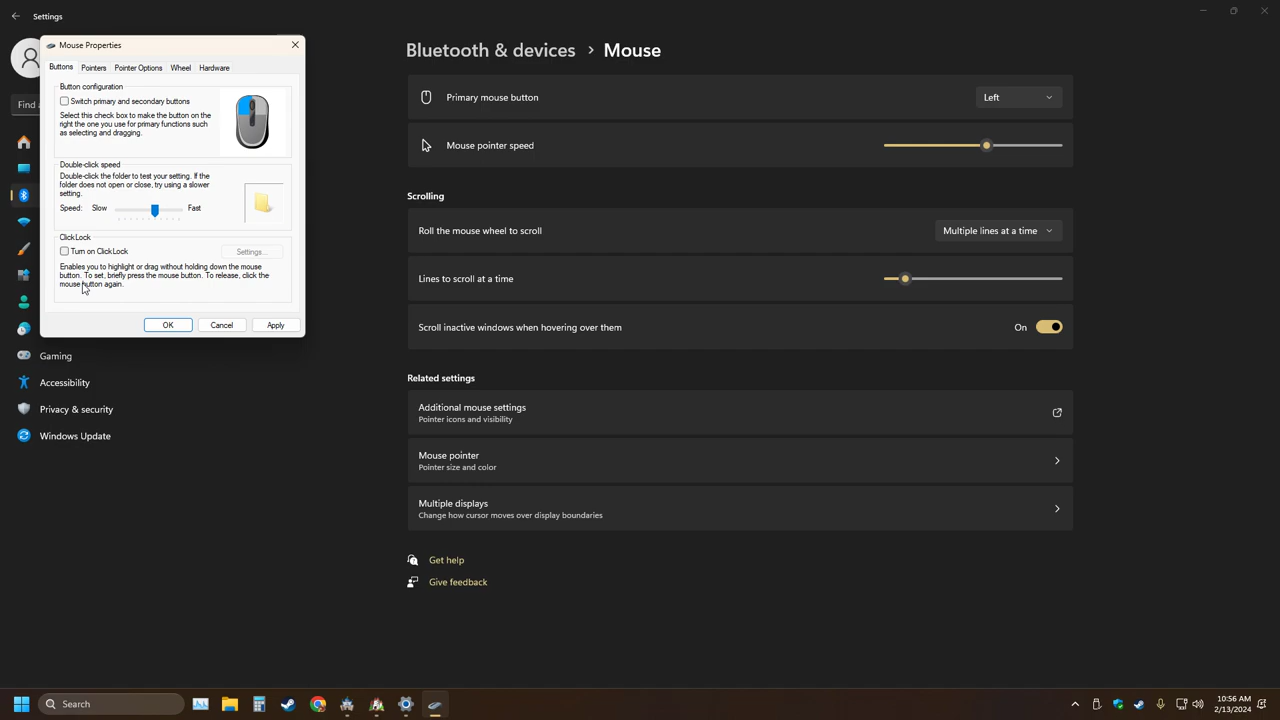 Settings
Mouse Properties
Buttons Pointers Pointer Options Wheel Hardware
Button configuration
Switch primary and secondary buttons
Select this check box to make the button on the
right the one you use for primary functions such
as selecting and dragging.
Double-click speed
Double-click the folder to test your setting. If the
folder does not open or close, try using a slower
setting.
Speed: Slow Fast
ClickLock
Turn on ClickLock
Settings...
Enables you to highlight or drag without holding down the mouse
button. To set, briefly press the mouse button. To release, click the
mouse button again.
OK Cancel Apply
Find a
Gaming
Accessibility
Privacy & security
Windows Update
Bluetooth & devices › Mouse
Primary mouse button
Left
Mouse pointer speed
Scrolling
Roll the mouse wheel to scroll
Multiple lines at a time
Lines to scroll at a time
Scroll inactive windows when hovering over them
On
Related settings
Additional mouse settings
Pointer icons and visibility
Mouse pointer
Pointer size and color
Multiple displays
Change how cursor moves over display boundaries
Get help
Give feedback
Search
10:56 AM
2/13/2024